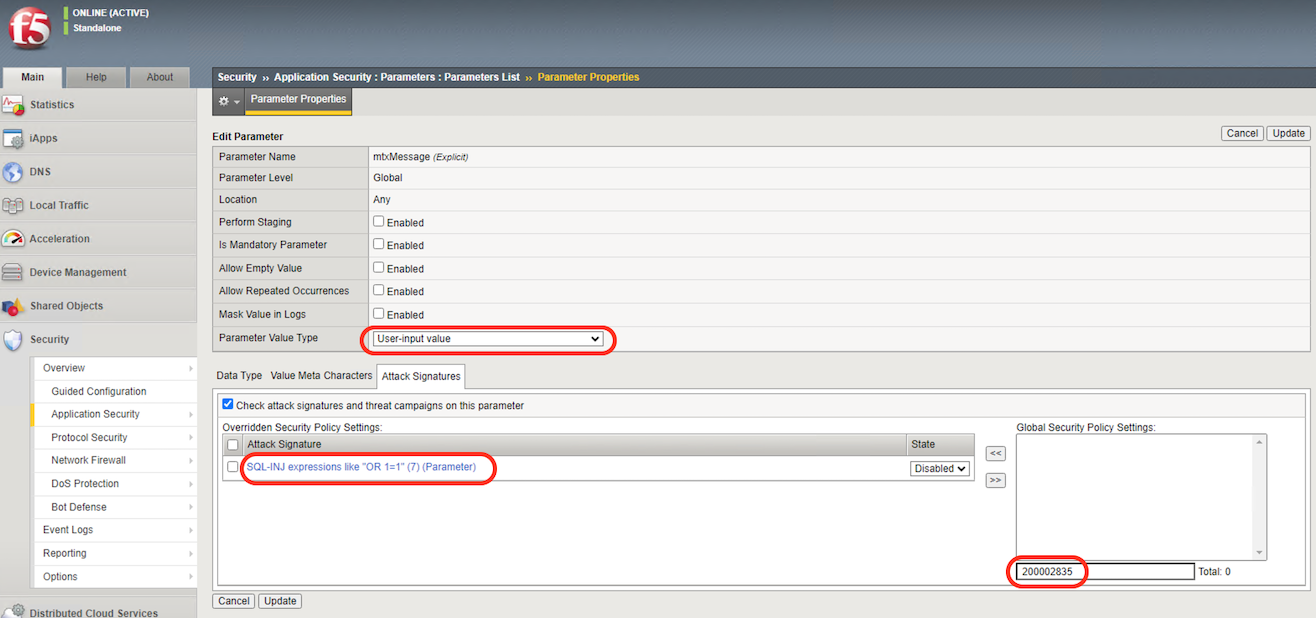 f5
ONLINE (ACTIVE)
Standalone
Main
Help
About
Statistics
iApps
DNS
Local Traffic
Acceleration
Device Management
Shared Objects
Security
Overview
Guided Configuration
Application Security
Protocol Security
Network Firewall
DoS Protection
Bot Defense
Event Logs
Reporting
Options
Distributed Cloud Services
Security ›› Application Security : Parameters : Parameters List ›› Parameter Properties
Parameter Properties
Edit Parameter
Cancel Update
Parameter Name mtxMessage (Explicit)
Parameter Level Global
Location Any
Perform Staging Enabled
Is Mandatory Parameter Enabled
Allow Empty Value Enabled
Allow Repeated Occurrences Enabled
Mask Value in Logs Enabled
Parameter Value Type User-input value
Data Type Value Meta Characters Attack Signatures
Check attack signatures and threat campaigns on this parameter
Overridden Security Policy Settings:
Attack Signature State
SQL-INJ expressions like "OR 1=1" (7) (Parameter) Disabled
<<
>>
Global Security Policy Settings:
200002835 Total: 0
Cancel Update